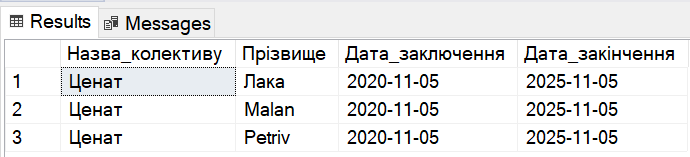 Results Messages
Назва_колективу Прізвище Дата_заключення Дата_закінчення
1 Ценат Лака 2020-11-05 2025-11-05
2 Ценат Malan 2020-11-05 2025-11-05
3 Ценат Petriv 2020-11-05 2025-11-05